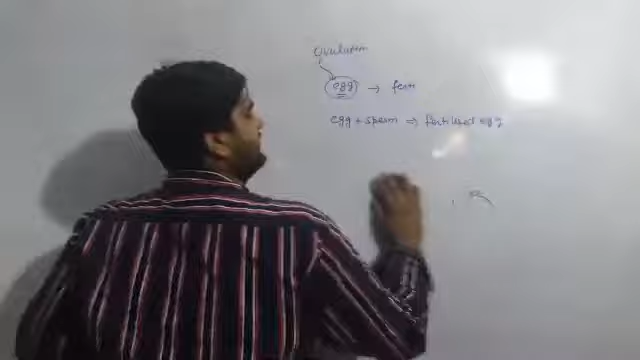 Ovulation
egg → fem
egg + sperm ⇒ fertilized egg